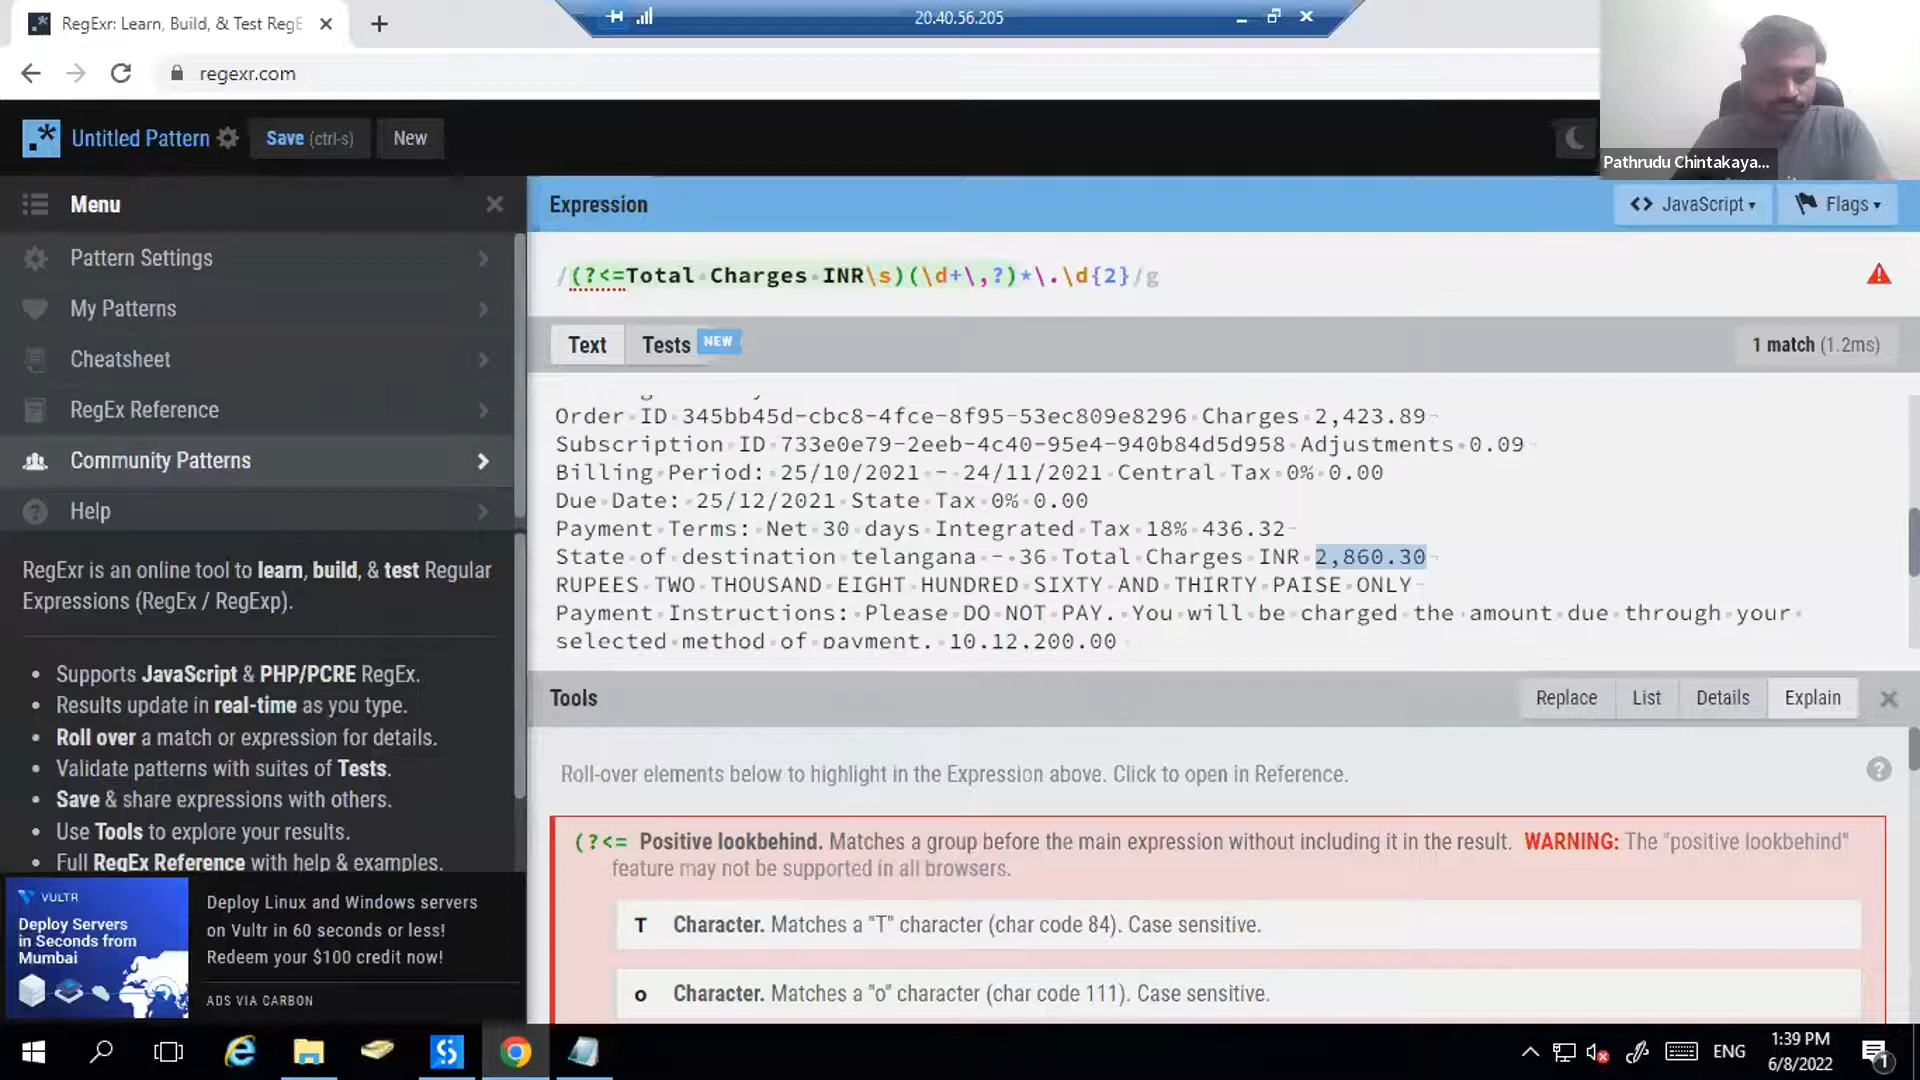 RegExr: Learn, Build, & Test RegE
20.40.56.205
regexr.com
Pathrudu Chintakaya...
Untitled Pattern
Save (ctrl-s)
New
Menu
Pattern Settings
My Patterns
Cheatsheet
RegEx Reference
Community Patterns
Help
RegExr is an online tool to learn, build, & test Regular
Expressions (RegEx / RegExp).
• Supports JavaScript & PHP/PCRE RegEx.
• Results update in real-time as you type.
• Roll over a match or expression for details.
• Validate patterns with suites of Tests.
• Save & share expressions with others.
• Use Tools to explore your results.
• Full RegEx Reference with help & examples.
VULTR
Deploy Servers
in Seconds from
Mumbai
Deploy Linux and Windows servers
on Vultr in 60 seconds or less!
Redeem your $100 credit now!
ADS VIA CARBON
Expression
<> JavaScript
Flags
/(?<=Total Charges INR\s)(\d+\,?)*\.\d{2}/g
Text
Tests NEW
1 match (1.2ms)
Order ID 345bb45d-cbc8-4fce-8f95-53ec809e8296 Charges 2,423.89
Subscription ID 733e0e79-2eeb-4c40-95e4-940b84d5d958 Adjustments 0.09
Billing Period: 25/10/2021 - 24/11/2021 Central Tax 0% 0.00
Due Date: 25/12/2021 State Tax 0% 0.00
Payment Terms: Net 30 days Integrated Tax 18% 436.32
State of destination telangana - 36 Total Charges INR 2,860.30
RUPEES TWO THOUSAND EIGHT HUNDRED SIXTY AND THIRTY PAISE ONLY
Payment Instructions: Please DO NOT PAY. You will be charged the amount due through your
selected method of payment. 10.12.200.00
Tools
Replace
List
Details
Explain
Roll-over elements below to highlight in the Expression above. Click to open in Reference.
(?<= Positive lookbehind. Matches a group before the main expression without including it in the result. WARNING: The "positive lookbehind"
feature may not be supported in all browsers.
T Character. Matches a "T" character (char code 84). Case sensitive.
o Character. Matches a "o" character (char code 111). Case sensitive.
ENG
1:39 PM
6/8/2022
1